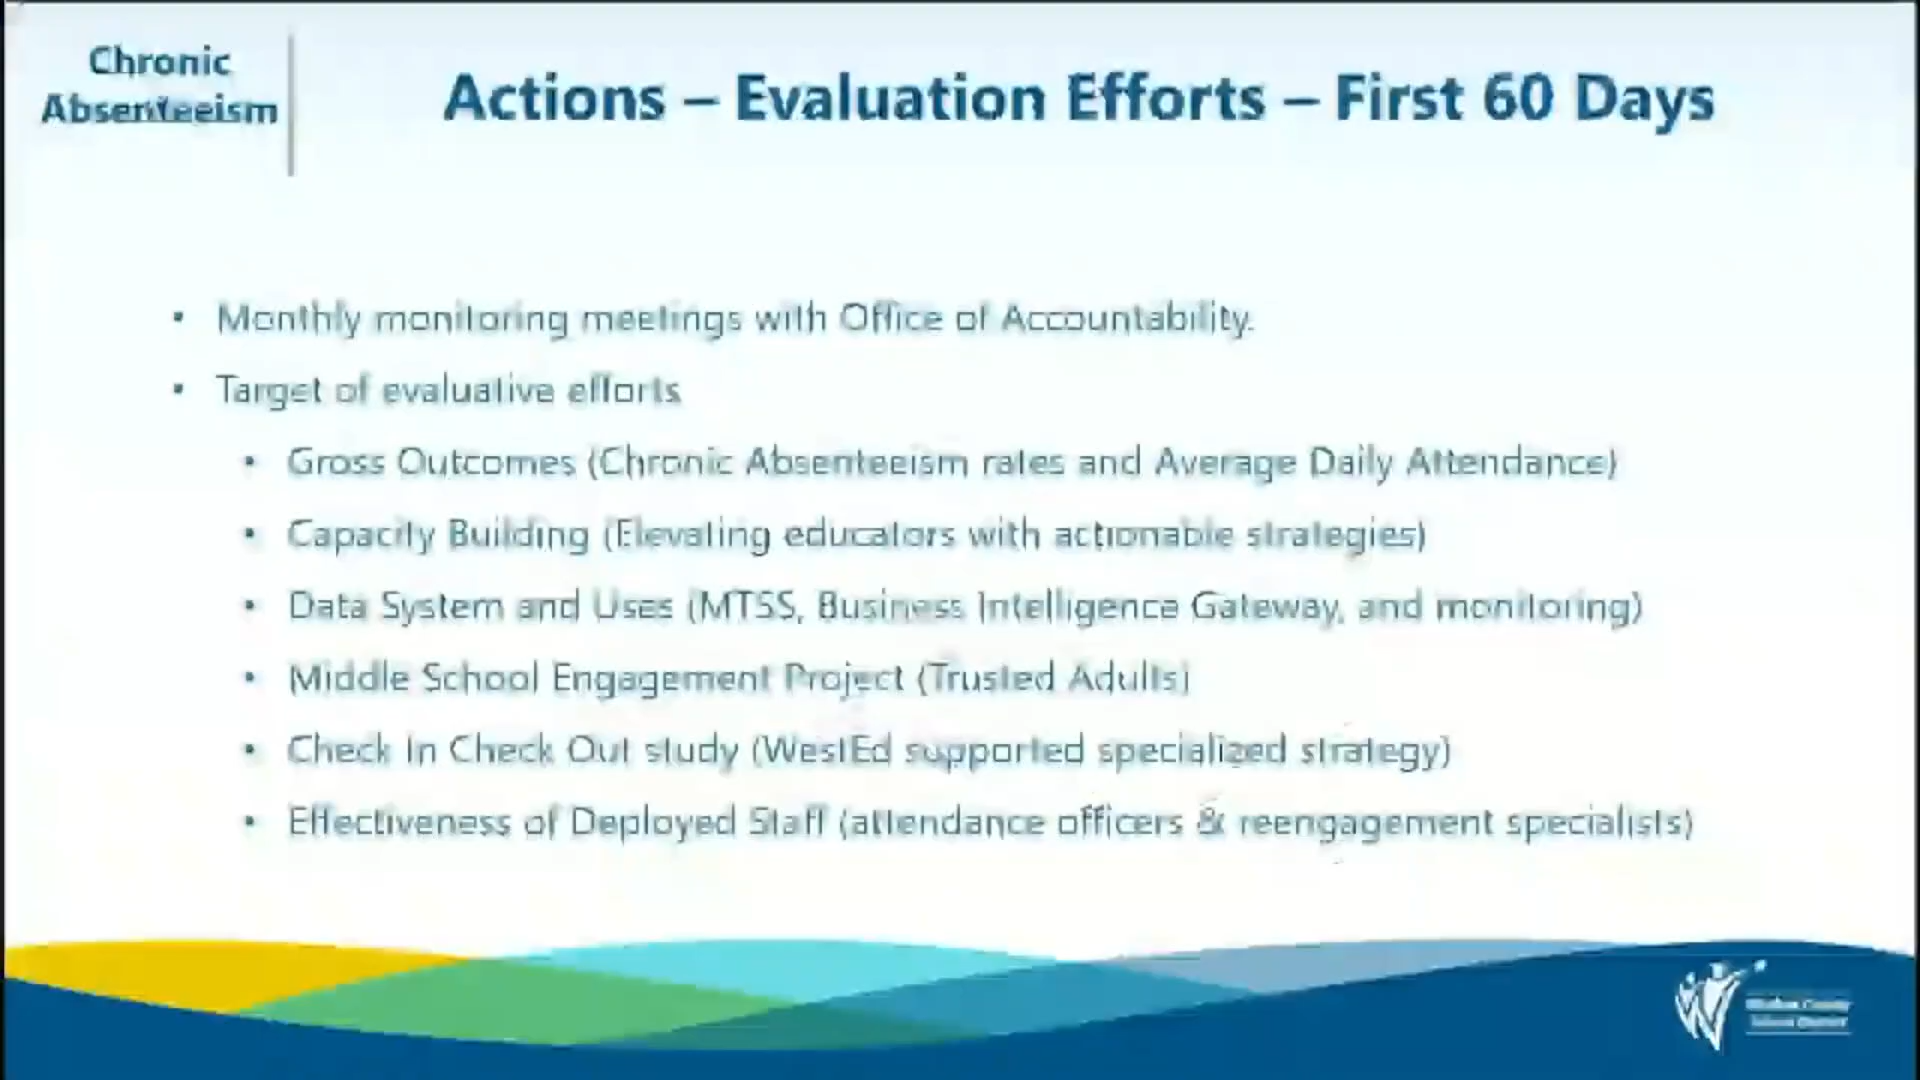 Chronic
Absenteeism
Actions – Evaluation Efforts – First 60 Days
• Monthly monitoring meetings with Office of Accountability.
• Target of evaluative efforts
• Gross Outcomes (Chronic Absenteeism rates and Average Daily Attendance)
• Capacity Building (Elevating educators with actionable strategies)
• Data System and Uses (MTSS, Business Intelligence Gateway, and monitoring)
• Middle School Engagement Project (Trusted Adults)
• Check In Check Out study (WestEd supported specialized strategy)
• Effectiveness of Deployed Staff (attendance officers & reengagement specialists)
County
School District